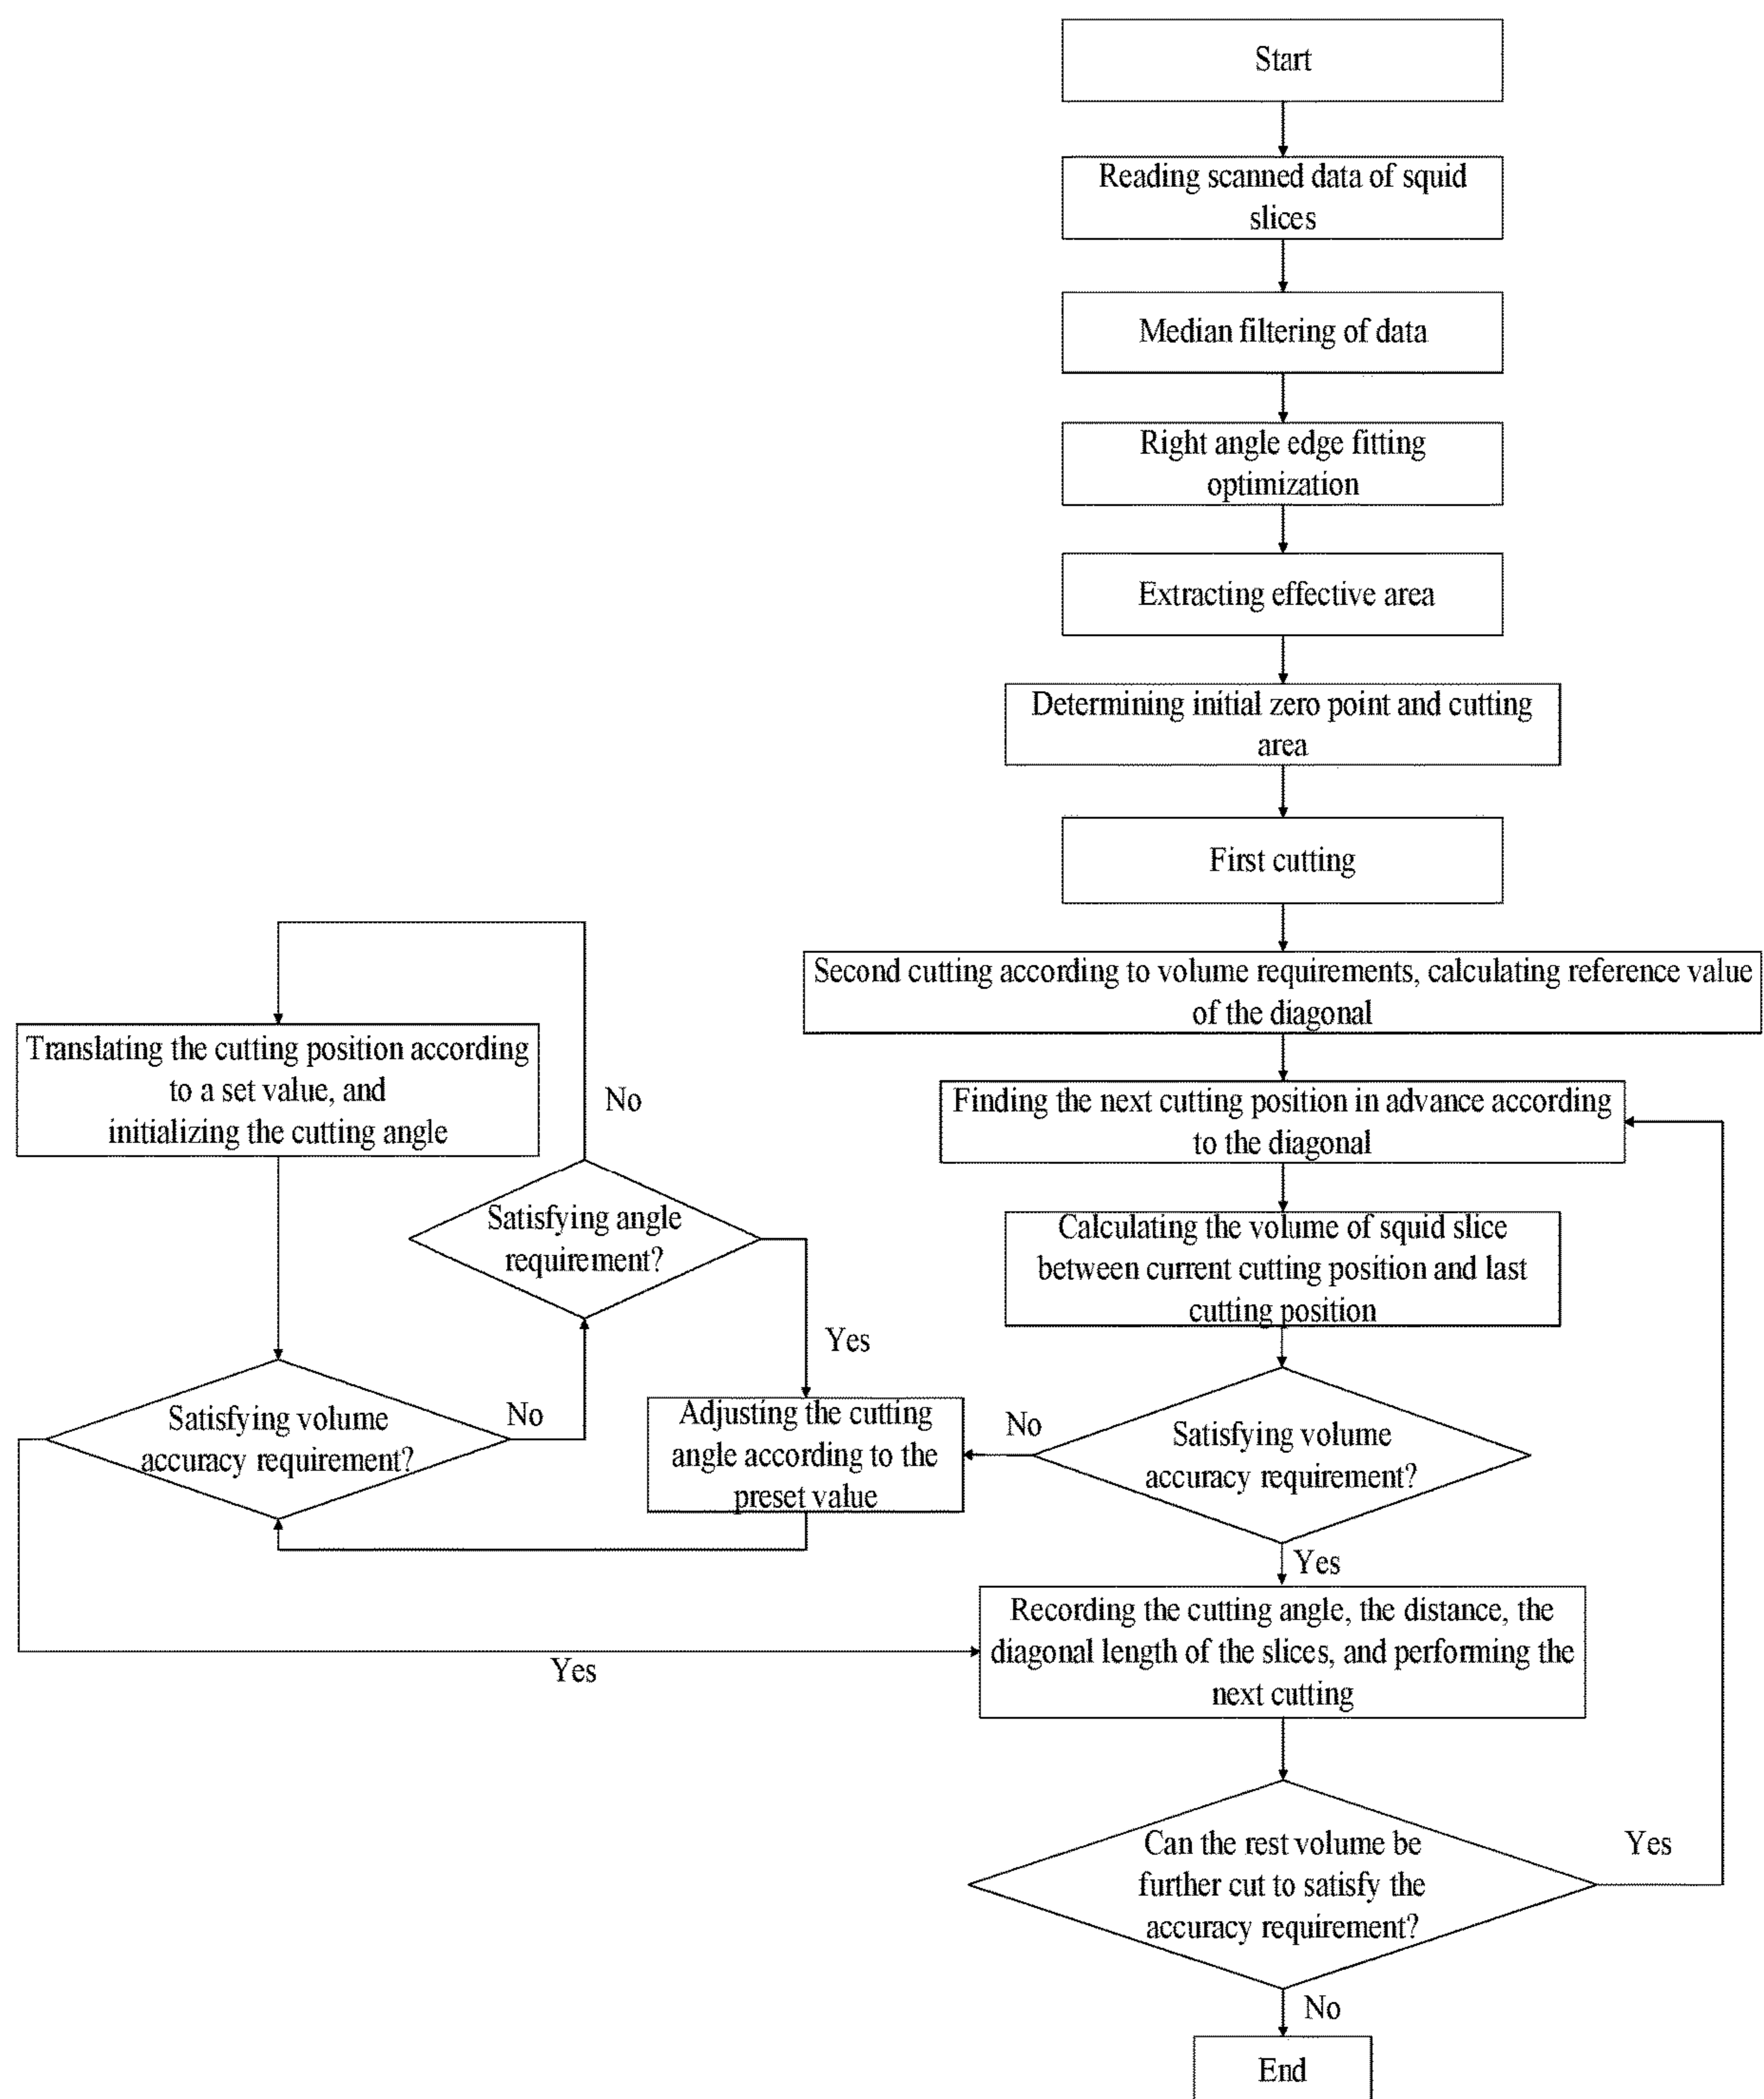 Start
Reading scanned data of squid
slices
Median filtering of data
Right angle edge fitting
optimization
Extracting effective area
Determining initial zero point and cutting
area
First cutting
Second cutting according to volume requirements, calculating reference value
of the diagonal
Translating the cutting position according
to a set value, and
initializing the cutting angle
No
Finding the next cutting position in advance according
to the diagonal
Satisfying angle
requirement?
Calculating the volume of squid slice
between current cutting position and last
cutting position
Yes
Satisfying volume
accuracy requirement?
No
Adjusting the cutting
angle according to the
preset value
No
Satisfying volume
accuracy requirement?
Yes
Recording the cutting angle, the distance, the
diagonal length of the slices, and performing the
next cutting
Yes
Can the rest volume be
further cut to satisfy the
accuracy requirement?
Yes
No
End